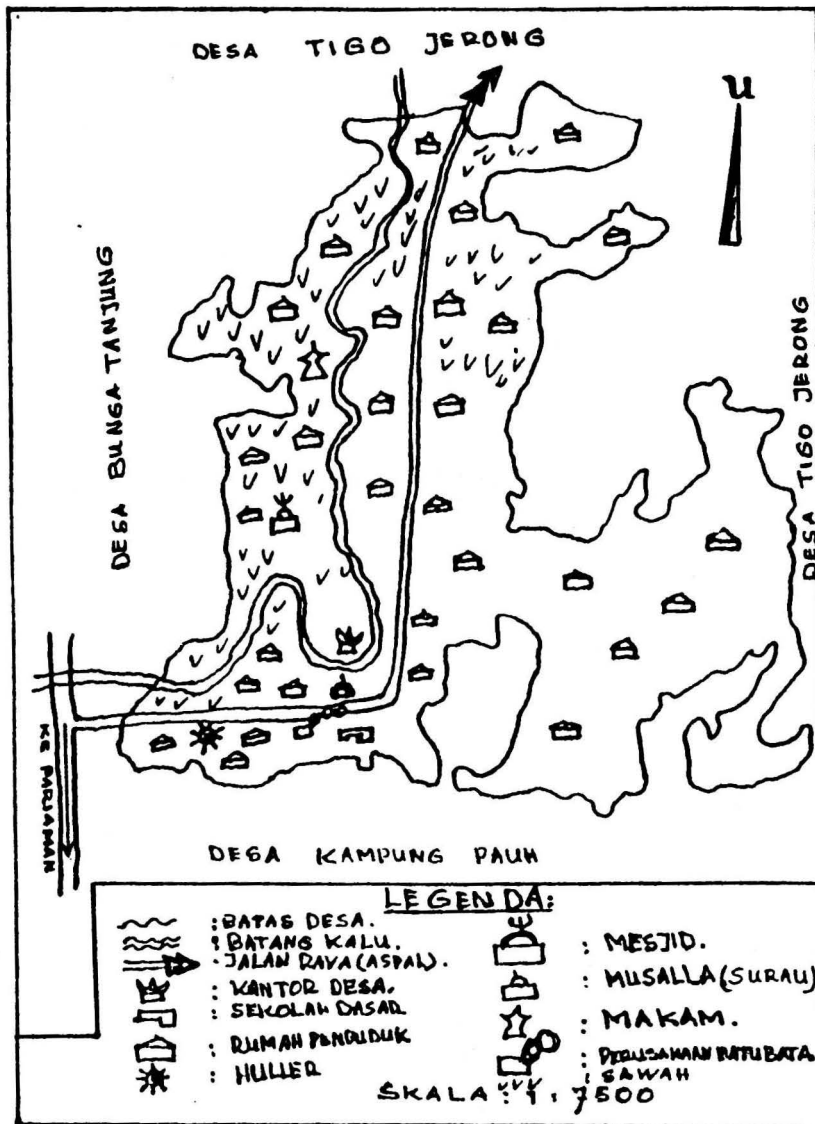 DESA TIGO JERONG
U
DESA BUNGA TANJUNG
DESA TIGO JERONG
KE PARIAMAN
DESA KAMPUNG PAUH
LEGENDA:
: BATAS DESA.
: BATANG KALU.
: JALAN RAYA (ASPAL).
: KANTOR DESA.
: SEKOLAH DASAR
: RUMAH PENDUDUK
: HULLER
: MESJID.
: MUSALLA (SURAU)
: MAKAM.
: PERUSAHAAN BATU BATA
: SAWAH
SKALA : 1 : 7500